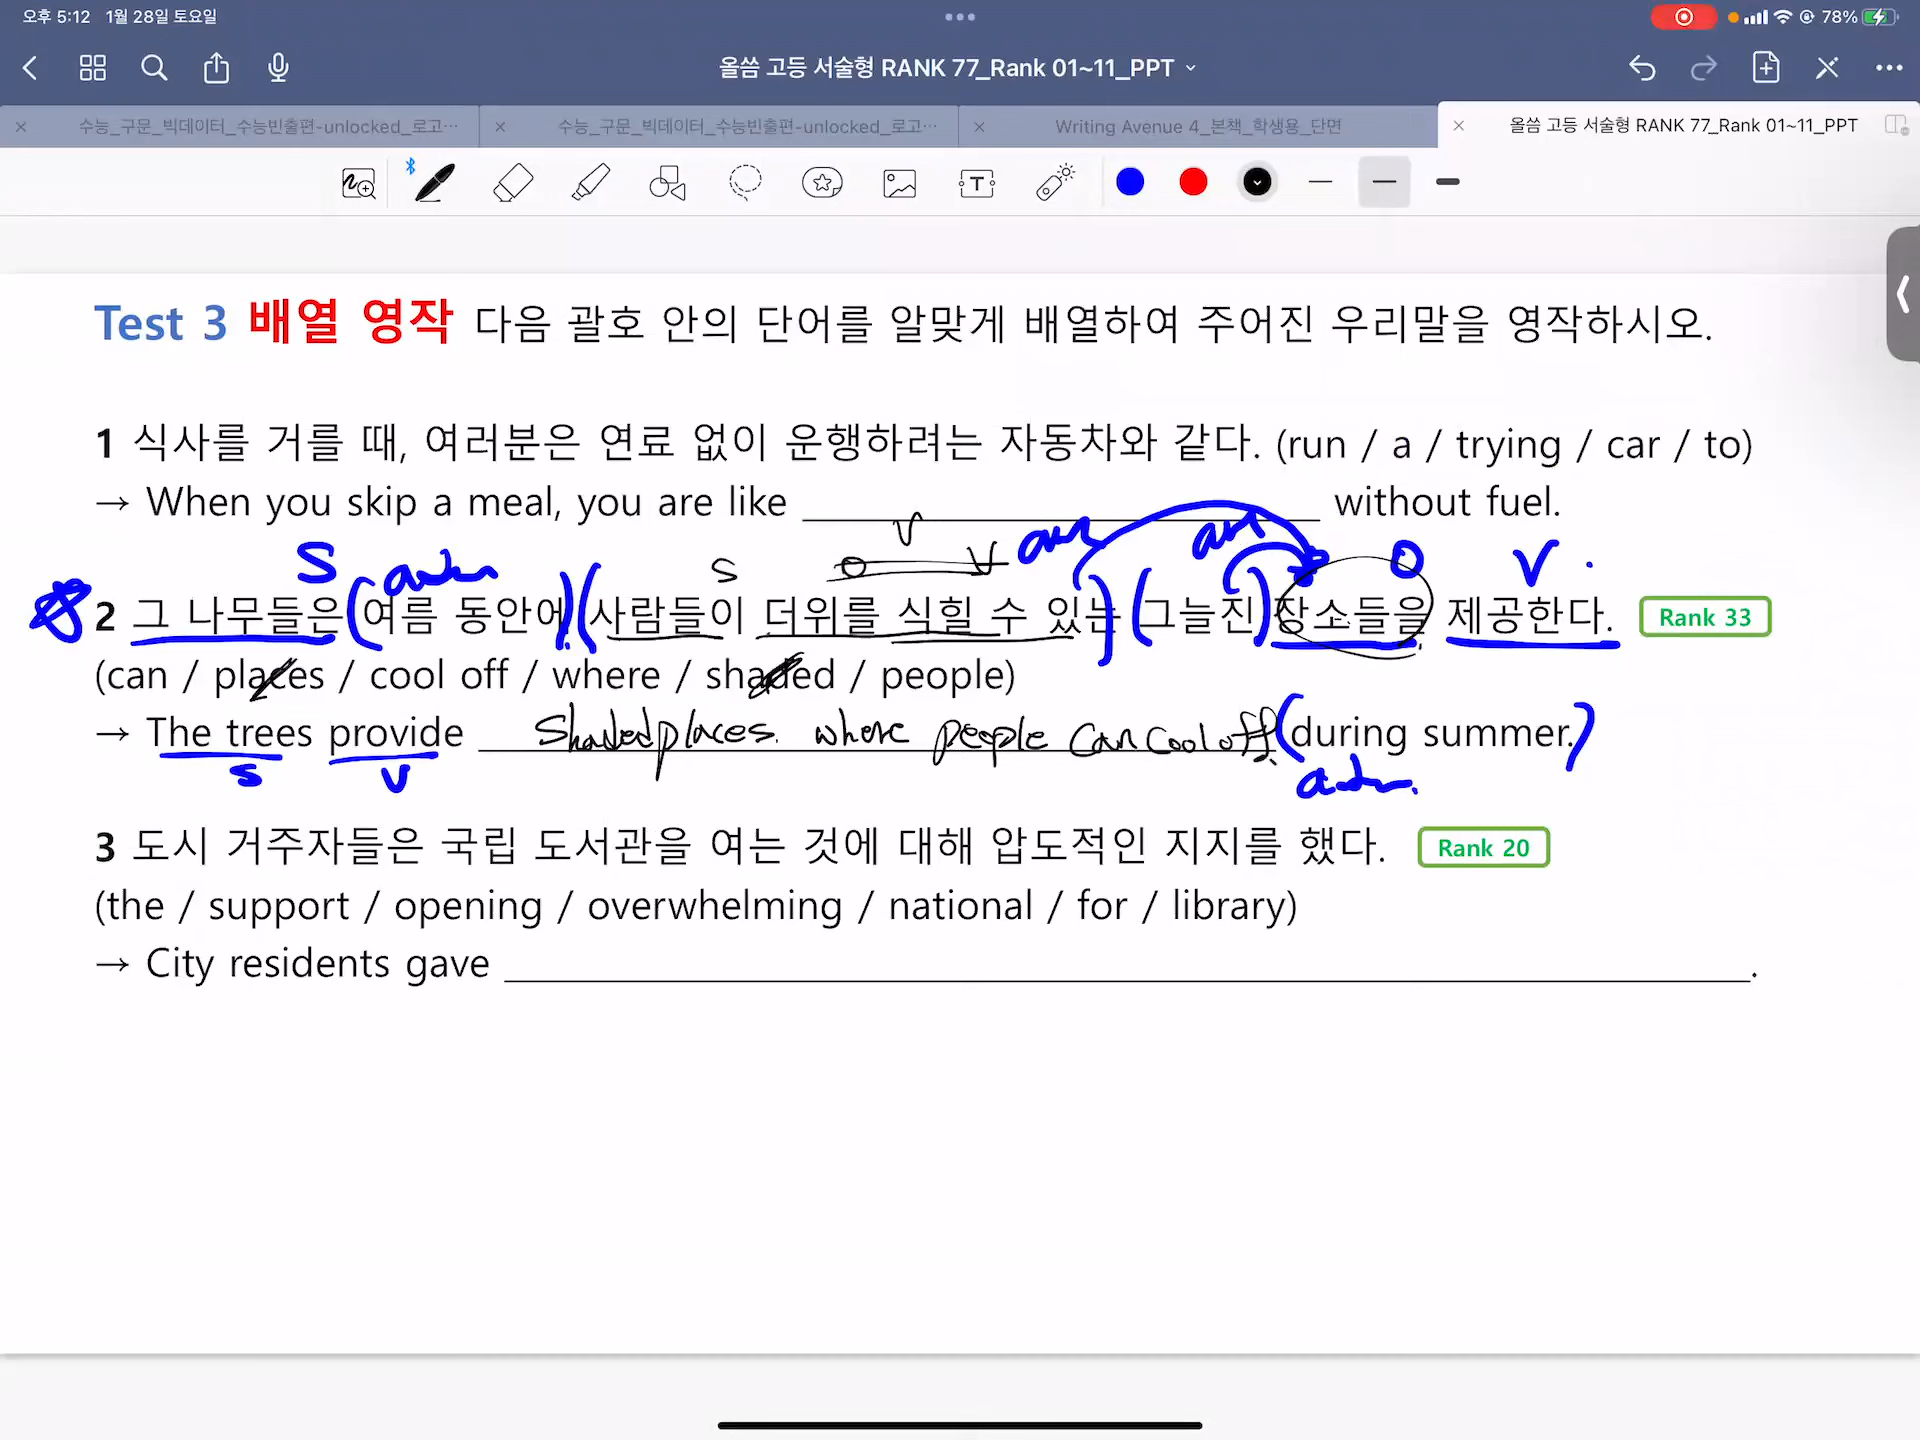 오후 5:12 1월 28일 토요일
78%
올씀 고등 서술형 RANK 77_Rank 01~11_PPT
수능_구문_빅데이터_수능빈출편-unlocked_로고…
수능_구문_빅데이터_수능빈출편-unlocked_로고…
Writing Avenue 4_본책_학생용_단면
올씀 고등 서술형 RANK 77_Rank 01~11_PPT
Test 3 배열 영작 다음 괄호 안의 단어를 알맞게 배열하여 주어진 우리말을 영작하시오.
1 식사를 거를 때, 여러분은 연료 없이 운행하려는 자동차와 같다. (run / a / trying / car / to)
→ When you skip a meal, you are like without fuel.
S s o v v O V
2 그 나무들은 (여름 동안에) (사람들이 더위를 식힐 수 있는) (그늘진) 장소들을 제공한다. Rank 33
(can / places / cool off / where / shaded / people)
→ The trees provide shaded places where people can cool off (during summer.)
S V
3 도시 거주자들은 국립 도서관을 여는 것에 대해 압도적인 지지를 했다. Rank 20
(the / support / opening / overwhelming / national / for / library)
→ City residents gave .